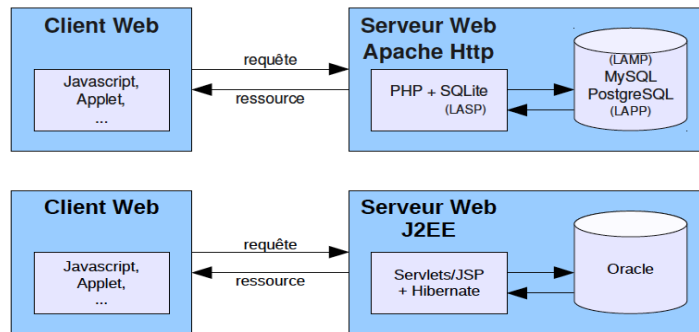 Client Web
Javascript,
Applet,
...
requête
ressource
Serveur Web
Apache Http
PHP + SQLite
(LASP)
(LAMP)
MySQL
PostgreSQL
(LAPP)
Client Web
Javascript,
Applet,
...
requête
ressource
Serveur Web
J2EE
Servlets/JSP
+ Hibernate
Oracle